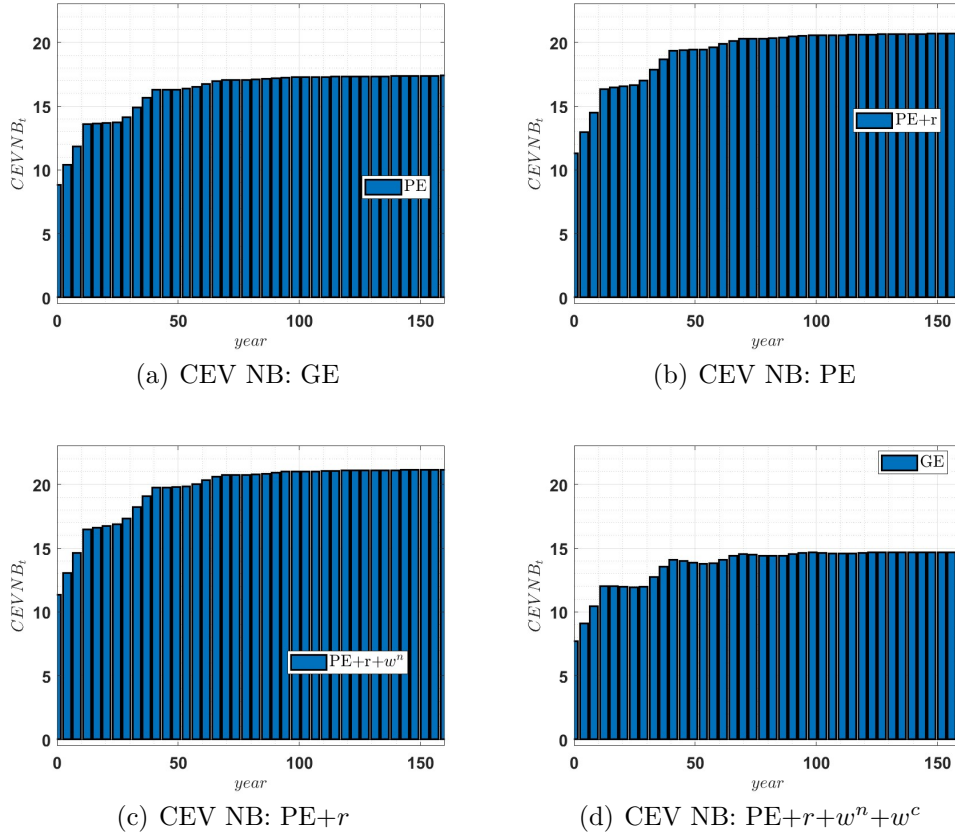 20
15
10
5
0
$CEVNB_t$
PE
0 50 100 150
year
(a) CEV NB: GE
20
15
10
5
0
$CEVNB_t$
PE+r
0 50 100 150
year
(b) CEV NB: PE
20
15
10
5
0
$CEVNB_t$
PE+r+$w^n$
0 50 100 150
year
(c) CEV NB: PE+$r$
20
15
10
5
0
$CEVNB_t$
GE
0 50 100 150
year
(d) CEV NB: PE+$r$+$w^n$+$w^c$